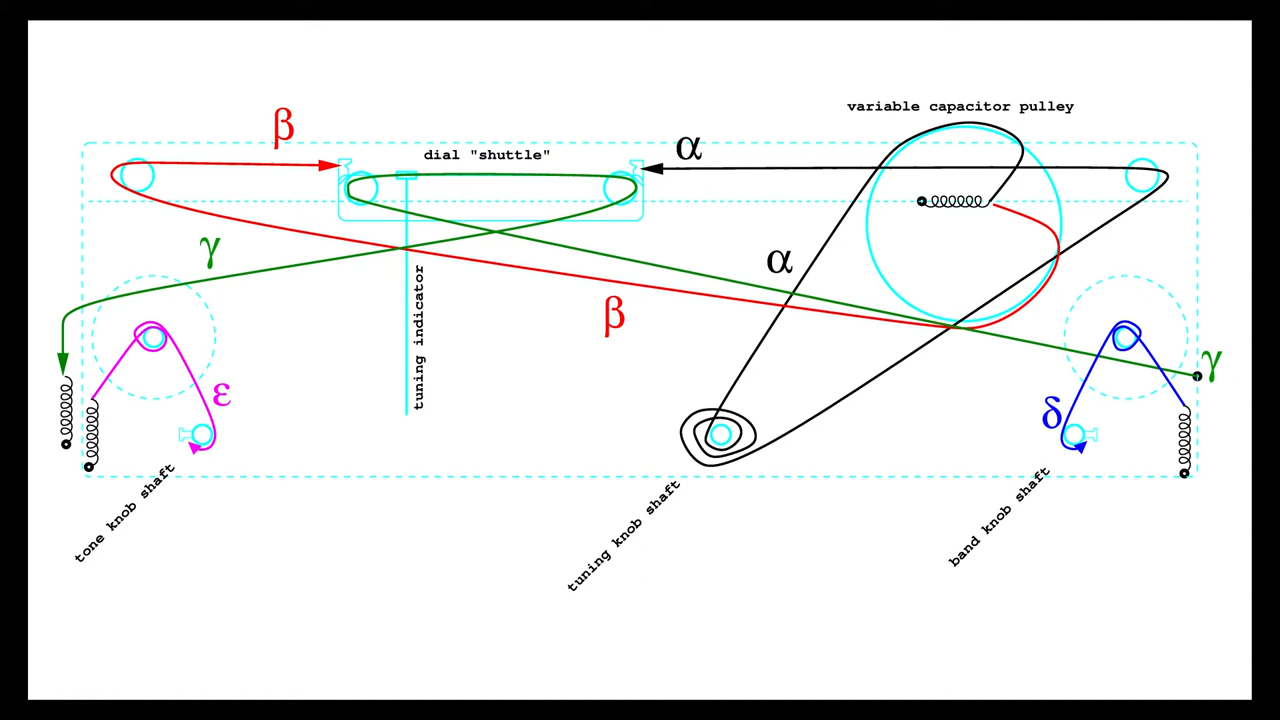 variable capacitor pulley
β
α
dial "shuttle"
γ
α
tuning indicator
β
γ
ε
δ
tone knob shaft
tuning knob shaft
band knob shaft